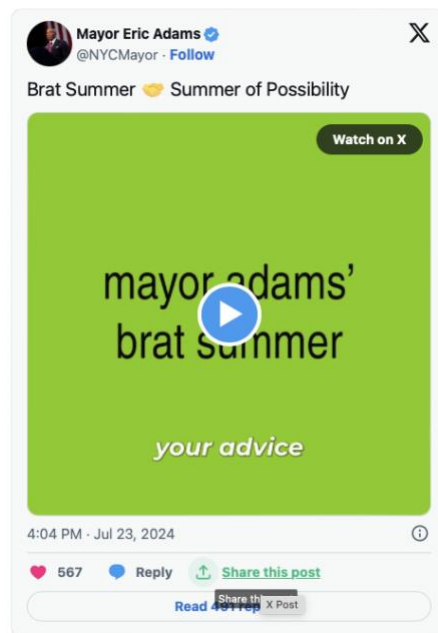 Mayor Eric Adams
@NYCMayor · Follow
Brat Summer 🤝 Summer of Possibility
Watch on X
mayor adams’
brat summer
your advice
4:04 PM · Jul 23, 2024
567 Reply Share this post
Share X Post
Read